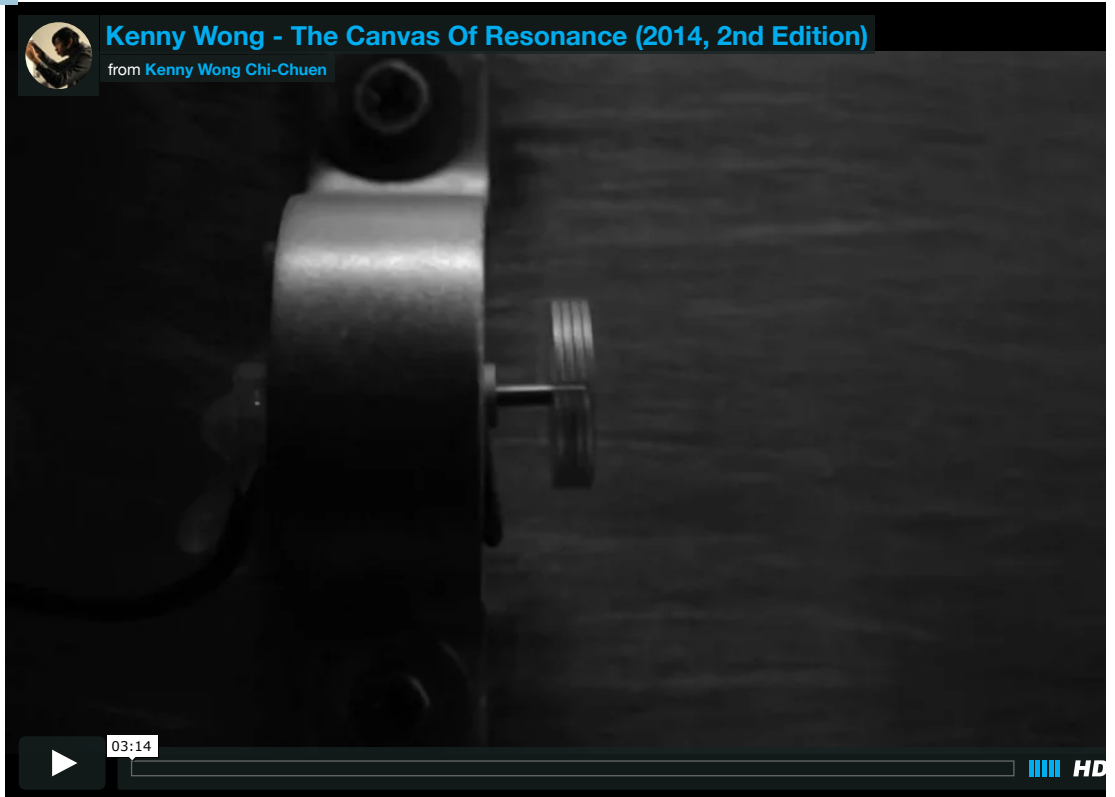 Kenny Wong - The Canvas Of Resonance (2014, 2nd Edition)
from Kenny Wong Chi-Chuen
03:14
HD